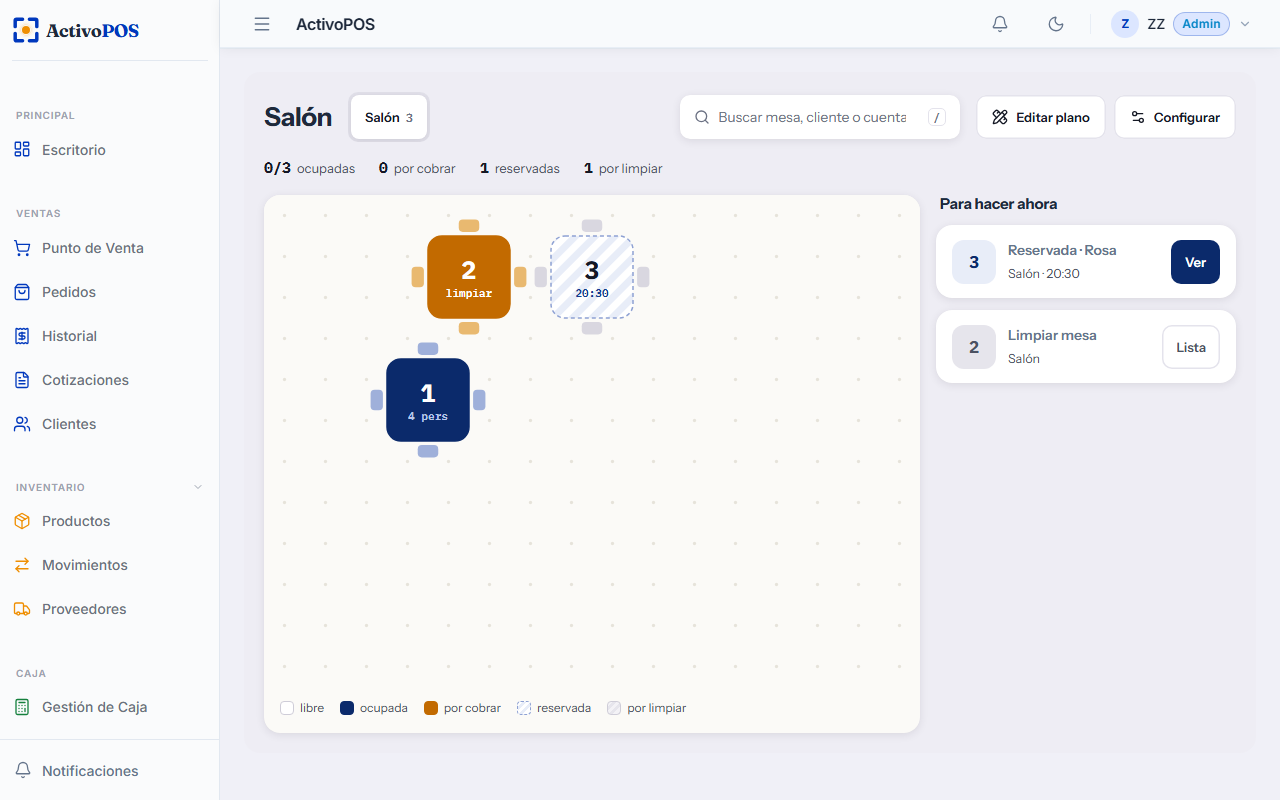 ActivoPOS
PRINCIPAL
Escritorio
VENTAS
Punto de Venta
Pedidos
Historial
Cotizaciones
Clientes
INVENTARIO
Productos
Movimientos
Proveedores
CAJA
Gestión de Caja
Notificaciones
ActivoPOS
Z ZZ Admin
Salón
Salón 3
Buscar mesa, cliente o cuenta /
Editar plano
Configurar
0/3 ocupadas 0 por cobrar 1 reservadas 1 por limpiar
2
limpiar
3
20:30
1
4 pers
libre ocupada por cobrar reservada por limpiar
Para hacer ahora
3
Reservada · Rosa
Salón · 20:30
Ver
2
Limpiar mesa
Salón
Lista